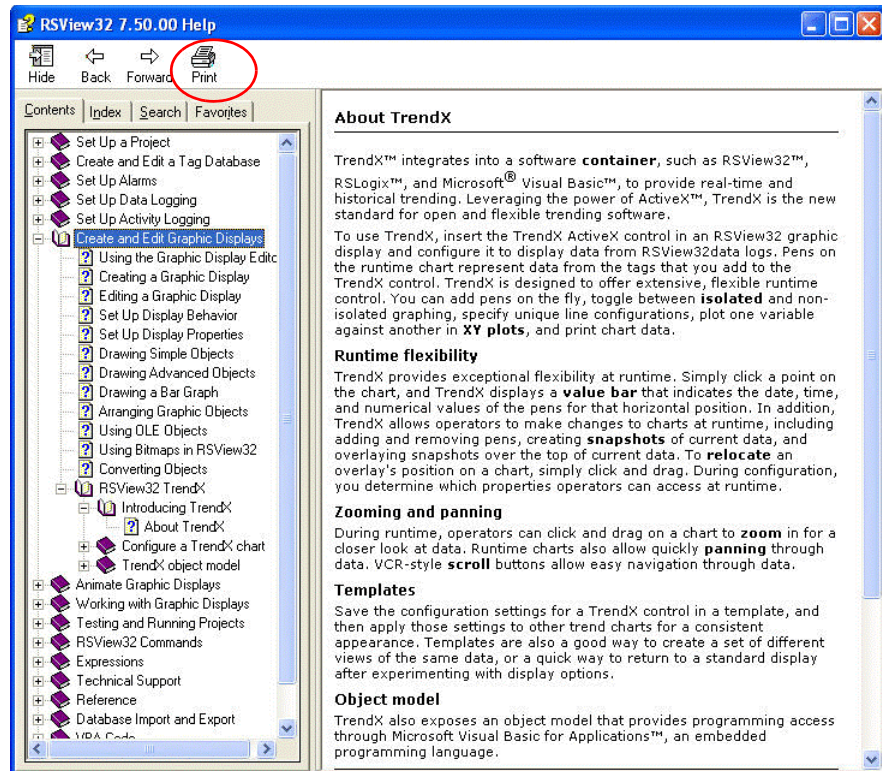 RSView32 7.50.00 Help
Hide Back Forward Print
Contents Index Search Favorites
Set Up a Project
Create and Edit a Tag Database
Set Up Alarms
Set Up Data Logging
Set Up Activity Logging
Create and Edit Graphic Displays
Using the Graphic Display Editc
Creating a Graphic Display
Editing a Graphic Display
Set Up Display Behavior
Set Up Display Properties
Drawing Simple Objects
Drawing Advanced Objects
Drawing a Bar Graph
Arranging Graphic Objects
Using OLE Objects
Using Bitmaps in RSView32
Converting Objects
RSView32 TrendX
Introducing TrendX
About TrendX
Configure a TrendX chart
TrendX object model
Animate Graphic Displays
Working with Graphic Displays
Testing and Running Projects
RSView32 Commands
Expressions
Technical Support
Reference
Database Import and Export
VBA Code
About TrendX
TrendX™ integrates into a software container, such as RSView32™,
RSLogix™, and Microsoft® Visual Basic™, to provide real-time and
historical trending. Leveraging the power of ActiveX™, TrendX is the new
standard for open and flexible trending software.
To use TrendX, insert the TrendX ActiveX control in an RSView32 graphic
display and configure it to display data from RSView32data logs. Pens on
the runtime chart represent data from the tags that you add to the
TrendX control. TrendX is designed to offer extensive, flexible runtime
control. You can add pens on the fly, toggle between isolated and non-
isolated graphing, specify unique line configurations, plot one variable
against another in XY plots, and print chart data.
Runtime flexibility
TrendX provides exceptional flexibility at runtime. Simply click a point on
the chart, and TrendX displays a value bar that indicates the date, time,
and numerical values of the pens for that horizontal position. In addition,
TrendX allows operators to make changes to charts at runtime, including
adding and removing pens, creating snapshots of current data, and
overlaying snapshots over the top of current data. To relocate an
overlay's position on a chart, simply click and drag. During configuration,
you determine which properties operators can access at runtime.
Zooming and panning
During runtime, operators can click and drag on a chart to zoom in for a
closer look at data. Runtime charts also allow quickly panning through
data. VCR-style scroll buttons allow easy navigation through data.
Templates
Save the configuration settings for a TrendX control in a template, and
then apply those settings to other trend charts for a consistent
appearance. Templates are also a good way to create a set of different
views of the same data, or a quick way to return to a standard display
after experimenting with display options.
Object model
TrendX also exposes an object model that provides programming access
through Microsoft Visual Basic for Applications™, an embedded
programming language.